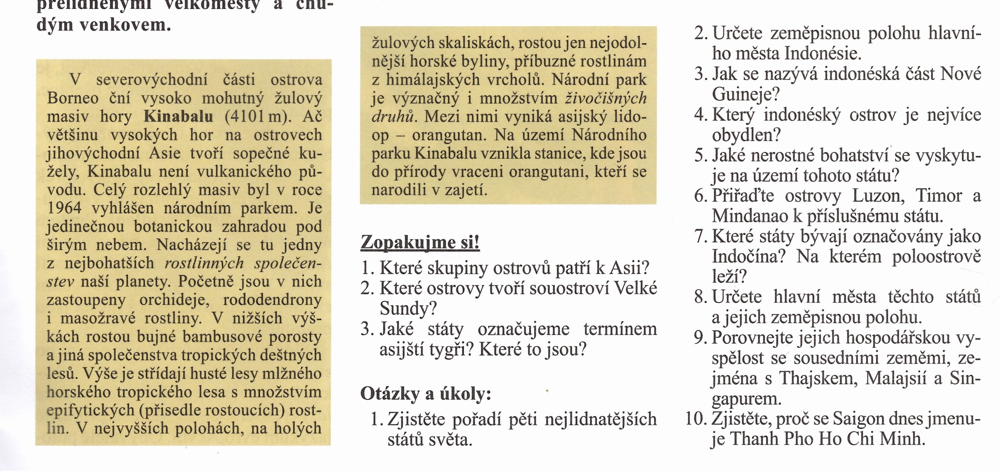 přelidněnými velkoměsty a chu-
dým venkovem.
V severovýchodní části ostrova
Borneo ční vysoko mohutný žulový
masiv hory Kinabalu (4101 m). Ač
většinu vysokých hor na ostrovech
jihovýchodní Asie tvoří sopečné ku-
žely, Kinabalu není vulkanického pů-
vodu. Celý rozlehlý masiv byl v roce
1964 vyhlášen národním parkem. Je
jedinečnou botanickou zahradou pod
širým nebem. Nacházejí se tu jedny
z nejbohatších rostlinných společen-
stev naší planety. Početně jsou v nich
zastoupeny orchideje, rododendrony
i masožravé rostliny. V nižších výš-
kách rostou bujné bambusové porosty
a jiná společenstva tropických deštných
lesů. Výše je střídají husté lesy mlžného
horského tropického lesa s množstvím
epifytických (přisedle rostoucích) rost-
lin. V nejvyšších polohách, na holých
žulových skaliskách, rostou jen nejodol-
nější horské byliny, příbuzné rostlinám
z himálajských vrcholů. Národní park
je význačný i množstvím živočišných
druhů. Mezi nimi vyniká asijský lido-
op – orangutan. Na území Národního
parku Kinabalu vznikla stanice, kde jsou
do přírody vraceni orangutani, kteří se
narodili v zajetí.
Zopakujme si!
1. Které skupiny ostrovů patří k Asii?
2. Které ostrovy tvoří souostroví Velké
Sundy?
3. Jaké státy označujeme termínem
asijští tygři? Které to jsou?
Otázky a úkoly:
1. Zjistěte pořadí pěti nejlidnatějších
států světa.
2. Určete zeměpisnou polohu hlavní-
ho města Indonésie.
3. Jak se nazývá indonéská část Nové
Guineje?
4. Který indonéský ostrov je nejvíce
obydlen?
5. Jaké nerostné bohatství se vyskytu-
je na území tohoto státu?
6. Přiřaďte ostrovy Luzon, Timor a
Mindanao k příslušnému státu.
7. Které státy bývají označovány jako
Indočína? Na kterém poloostrově
leží?
8. Určete hlavní města těchto států
a jejich zeměpisnou polohu.
9. Porovnejte jejich hospodářskou vy-
spělost se sousedními zeměmi, ze-
jména s Thajskem, Malajsií a Sin-
gapurem.
10. Zjistěte, proč se Saigon dnes jmenu-
je Thanh Pho Ho Chi Minh.